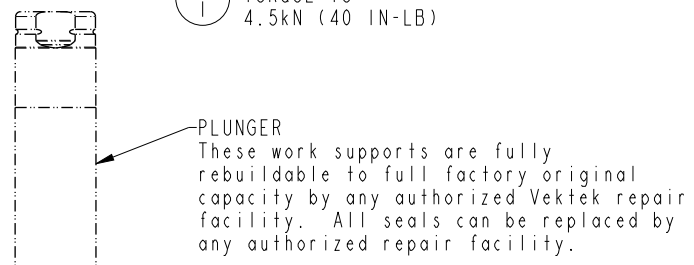 1
4.5kN (40 IN-LB)
PLUNGER
These work supports are fully
rebuildable to full factory original
capacity by any authorized Vektek repair
facility. All seals can be replaced by
any authorized repair facility.